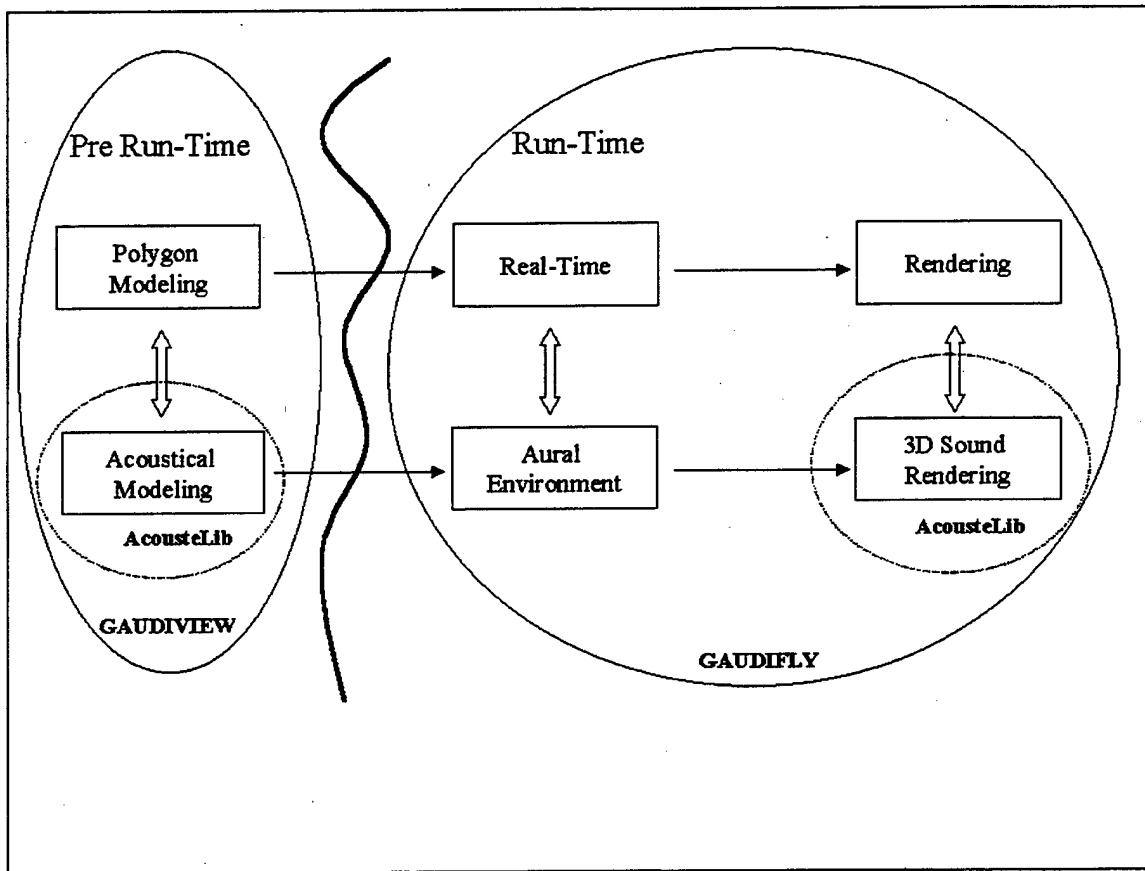 Pre Run-Time
Run-Time
Polygon
Modeling
Real-Time
Rendering
Acoustical
Modeling
Aural
Environment
3D Sound
Rendering
AcousteLib
AcousteLib
GAUDIVIEW
GAUDIFLY